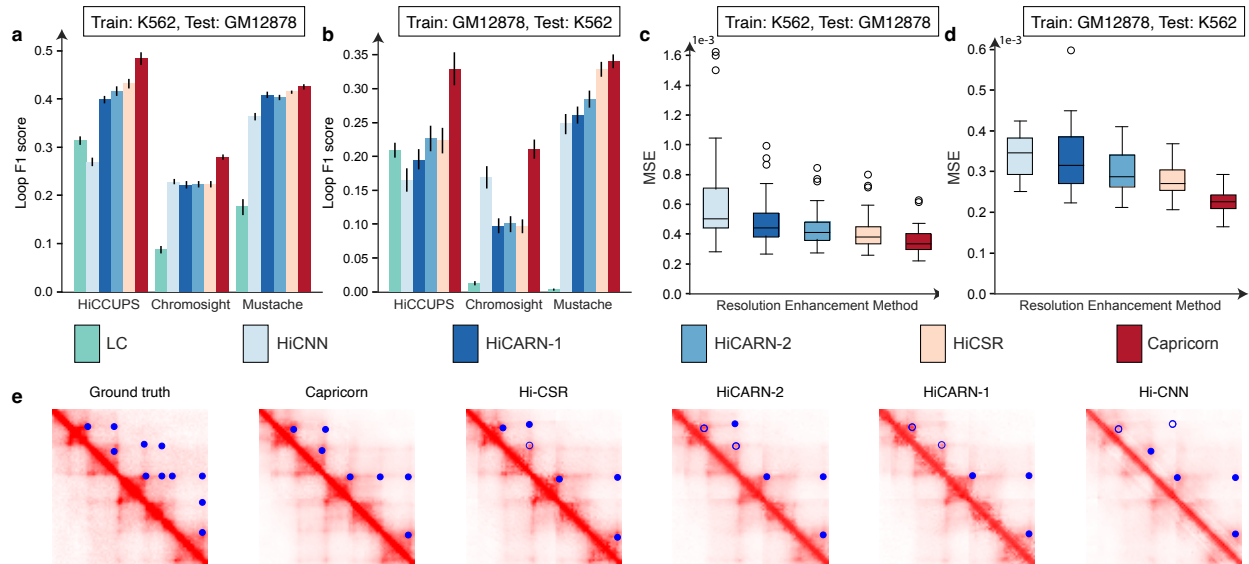 a
Train: K562, Test: GM12878
Loop F1 score
0.5
0.4
0.3
0.2
0.1
0.0
HiCCUPS Chromosight Mustache
b
Train: GM12878, Test: K562
Loop F1 score
0.35
0.30
0.25
0.20
0.15
0.10
0.05
0.00
HiCCUPS Chromosight Mustache
c
Train: K562, Test: GM12878
1e-3
MSE
1.6
1.4
1.2
1.0
0.8
0.6
0.4
0.2
0.0
Resolution Enhancement Method
d
Train: GM12878, Test: K562
1e-3
MSE
0.6
0.5
0.4
0.3
0.2
0.1
0.0
Resolution Enhancement Method
LC HiCNN HiCARN-1 HiCARN-2 HiCSR Capricorn
e
Ground truth Capricorn Hi-CSR HiCARN-2 HiCARN-1 Hi-CNN